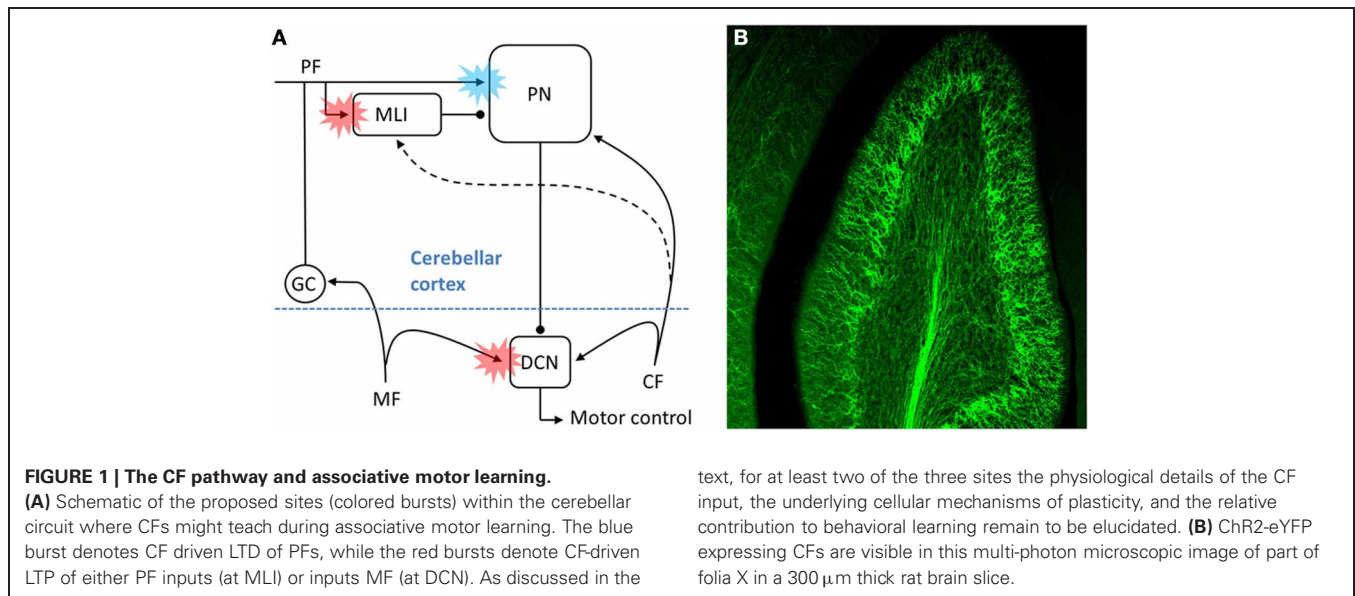 A
PF
MLI
PN
GC
Cerebellar
cortex
MF
DCN
CF
Motor control
B
FIGURE 1 | The CF pathway and associative motor learning.
(A) Schematic of the proposed sites (colored bursts) within the cerebellar
circuit where CFs might teach during associative motor learning. The blue
burst denotes CF driven LTD of PFs, while the red bursts denote CF-driven
LTP of either PF inputs (at MLI) or inputs MF (at DCN). As discussed in the
text, for at least two of the three sites the physiological details of the CF
input, the underlying cellular mechanisms of plasticity, and the relative
contribution to behavioral learning remain to be elucidated. (B) ChR2-eYFP
expressing CFs are visible in this multi-photon microscopic image of part of
folia X in a 300 μm thick rat brain slice.